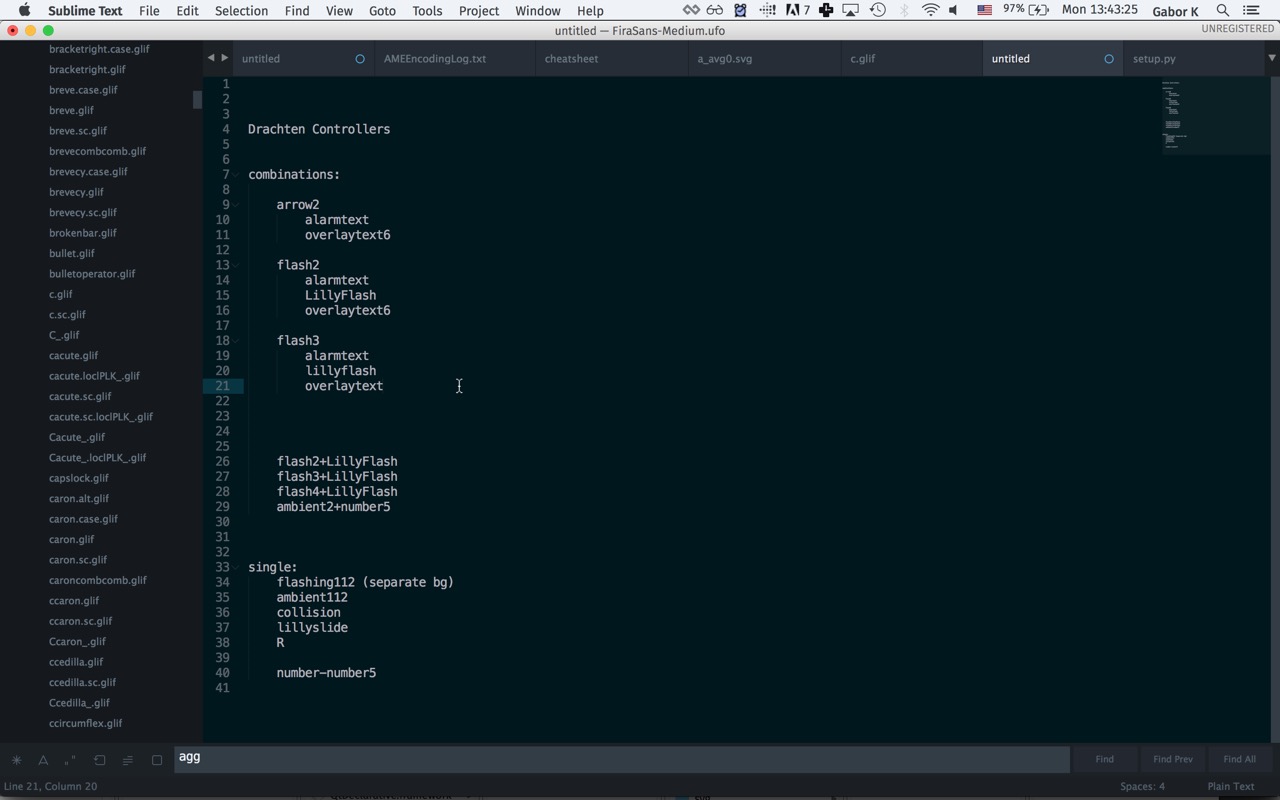 Sublime Text File Edit Selection Find View Goto Tools Project Window Help 7 97% Mon 13:43:25 Gabor K
untitled — FiraSans-Medium.ufo UNREGISTERED
bracketright.case.glif
bracketright.glif
breve.case.glif
breve.glif
breve.sc.glif
brevecombcomb.glif
brevecy.case.glif
brevecy.glif
brevecy.sc.glif
brokenbar.glif
bullet.glif
bulletoperator.glif
c.glif
c.sc.glif
C_.glif
cacute.glif
cacute.loclPLK_.glif
cacute.sc.glif
cacute.sc.loclPLK_.glif
Cacute_.glif
Cacute_.loclPLK_.glif
capslock.glif
caron.alt.glif
caron.case.glif
caron.glif
caron.sc.glif
caroncombcomb.glif
ccaron.glif
ccaron.sc.glif
Ccaron_.glif
ccedilla.glif
ccedilla.sc.glif
Ccedilla_.glif
ccircumflex.glif
untitled AMEEncodingLog.txt cheatsheet a_avg0.svg c.glif untitled setup.py
1
2
3
4 Drachten Controllers
5
6
7 combinations:
8
9 arrow2
10 alarmtext
11 overlaytext6
12
13 flash2
14 alarmtext
15 LillyFlash
16 overlaytext6
17
18 flash3
19 alarmtext
20 lillyflash
21 overlaytext
22
23
24
25
26 flash2+LillyFlash
27 flash3+LillyFlash
28 flash4+LillyFlash
29 ambient2+number5
30
31
32
33 single:
34 flashing112 (separate bg)
35 ambient112
36 collision
37 lillyslide
38 R
39
40 number-number5
41
agg Find Find Prev Find All
Line 21, Column 20 Spaces: 4 Plain Text